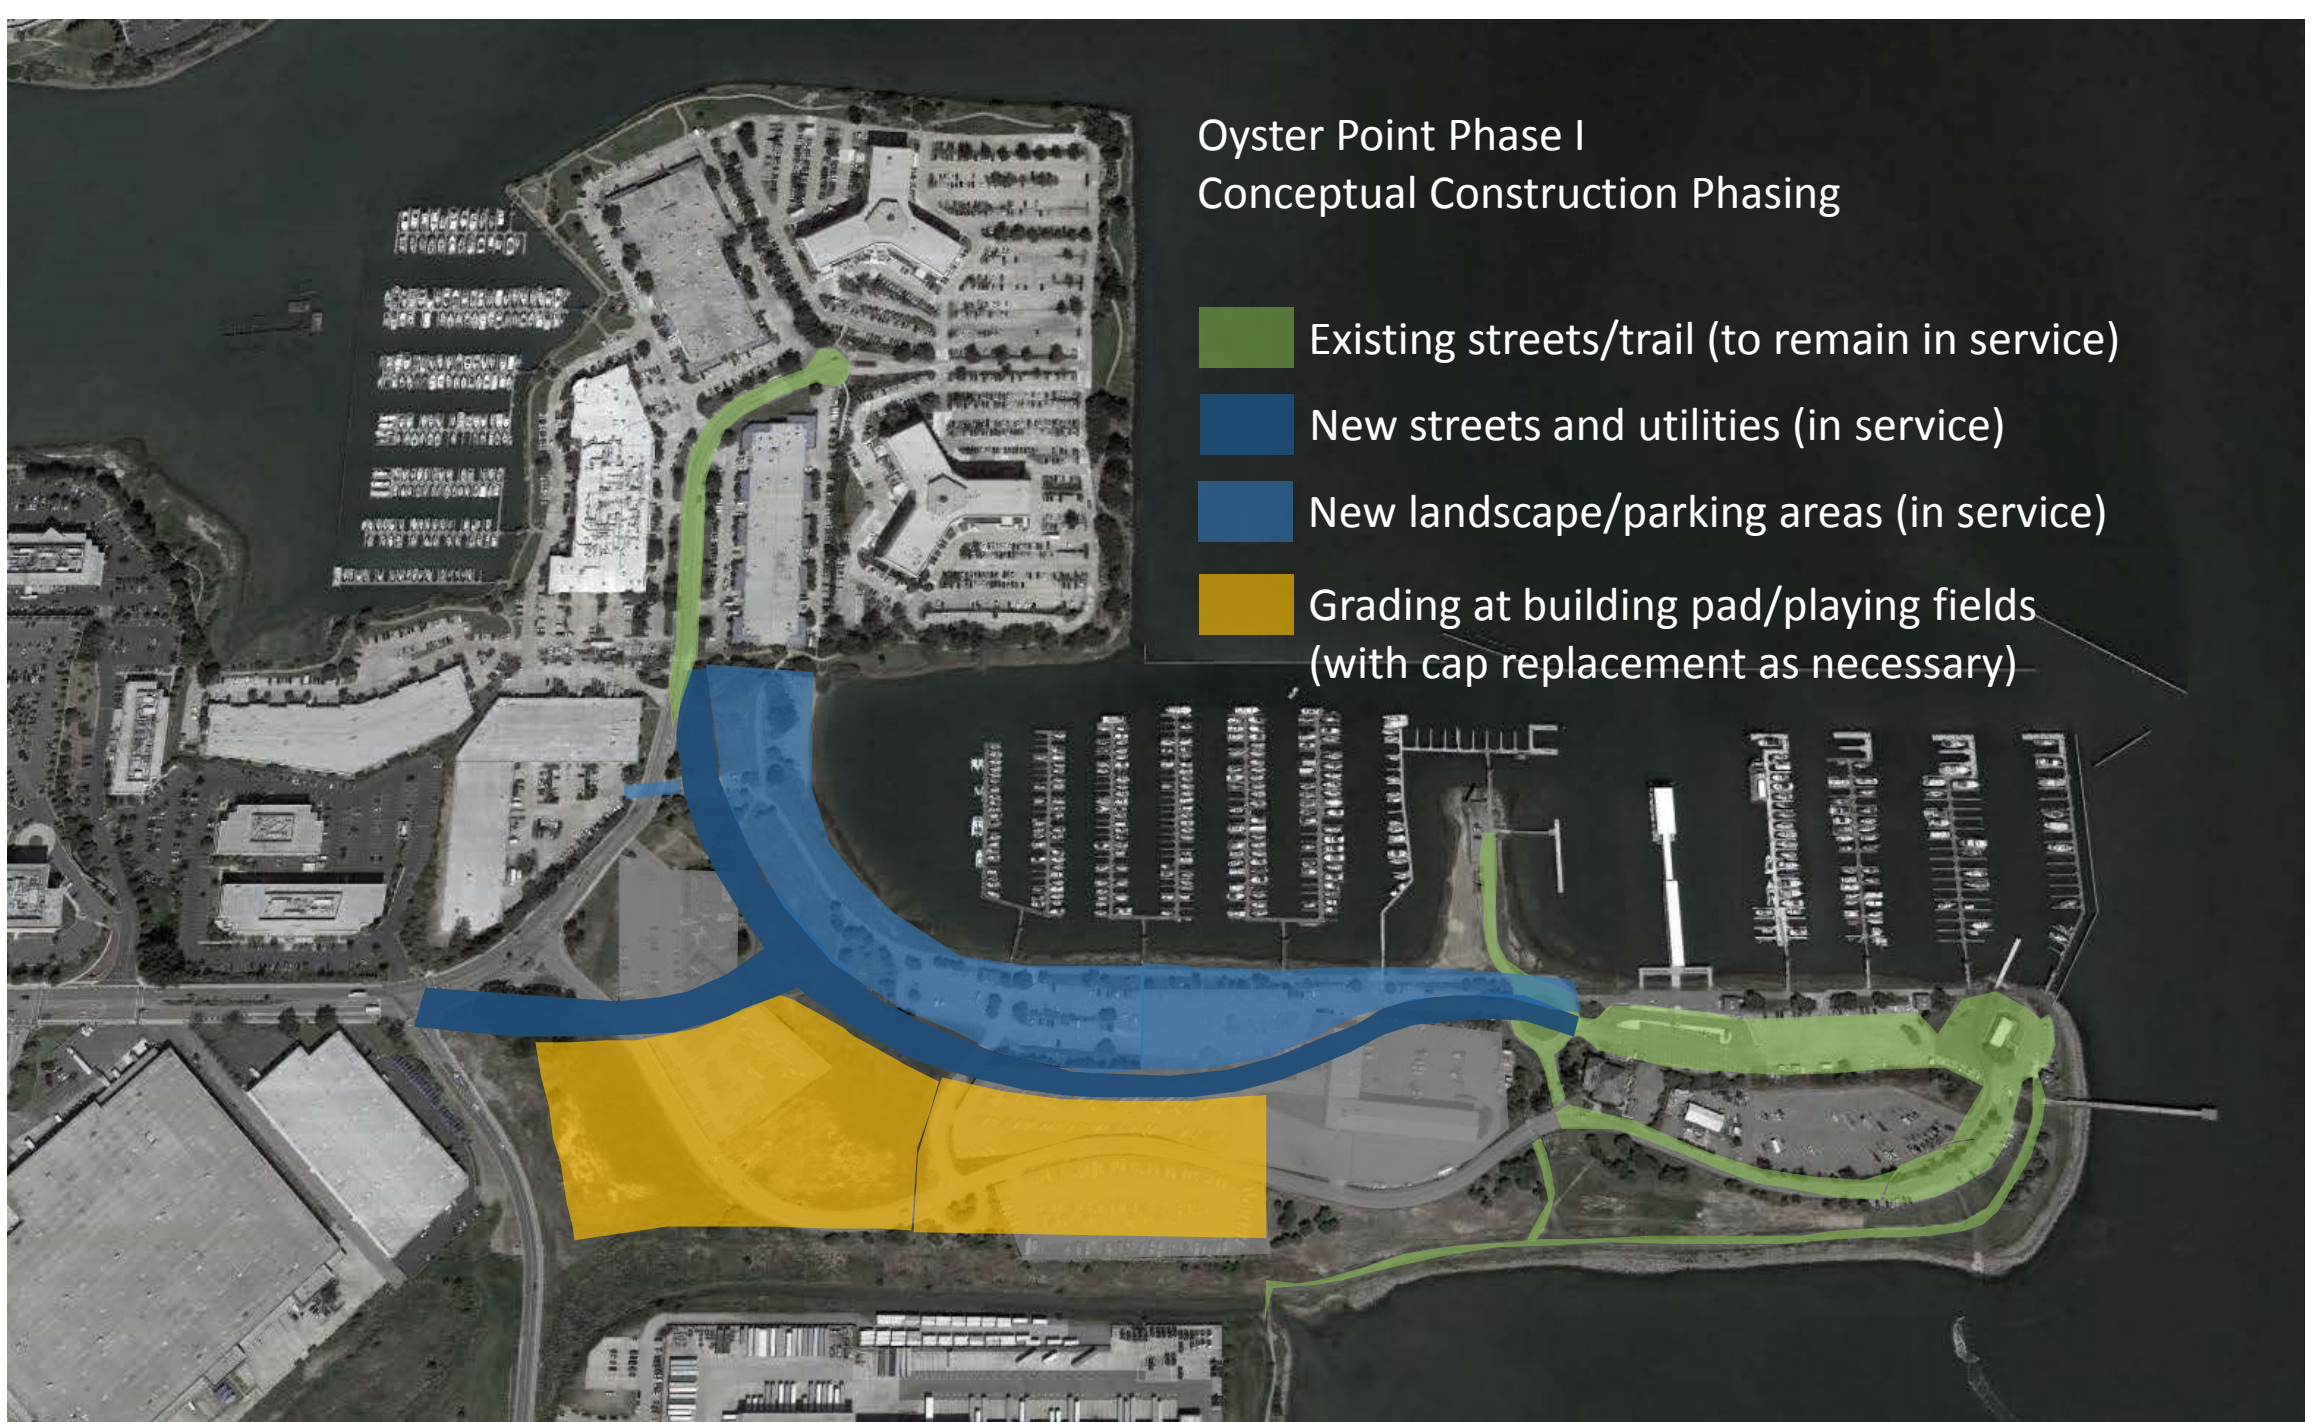 Oyster Point Phase I
Conceptual Construction Phasing
Existing streets/trail (to remain in service)
New streets and utilities (in service)
New landscape/parking areas (in service)
Grading at building pad/playing fields
(with cap replacement as necessary)